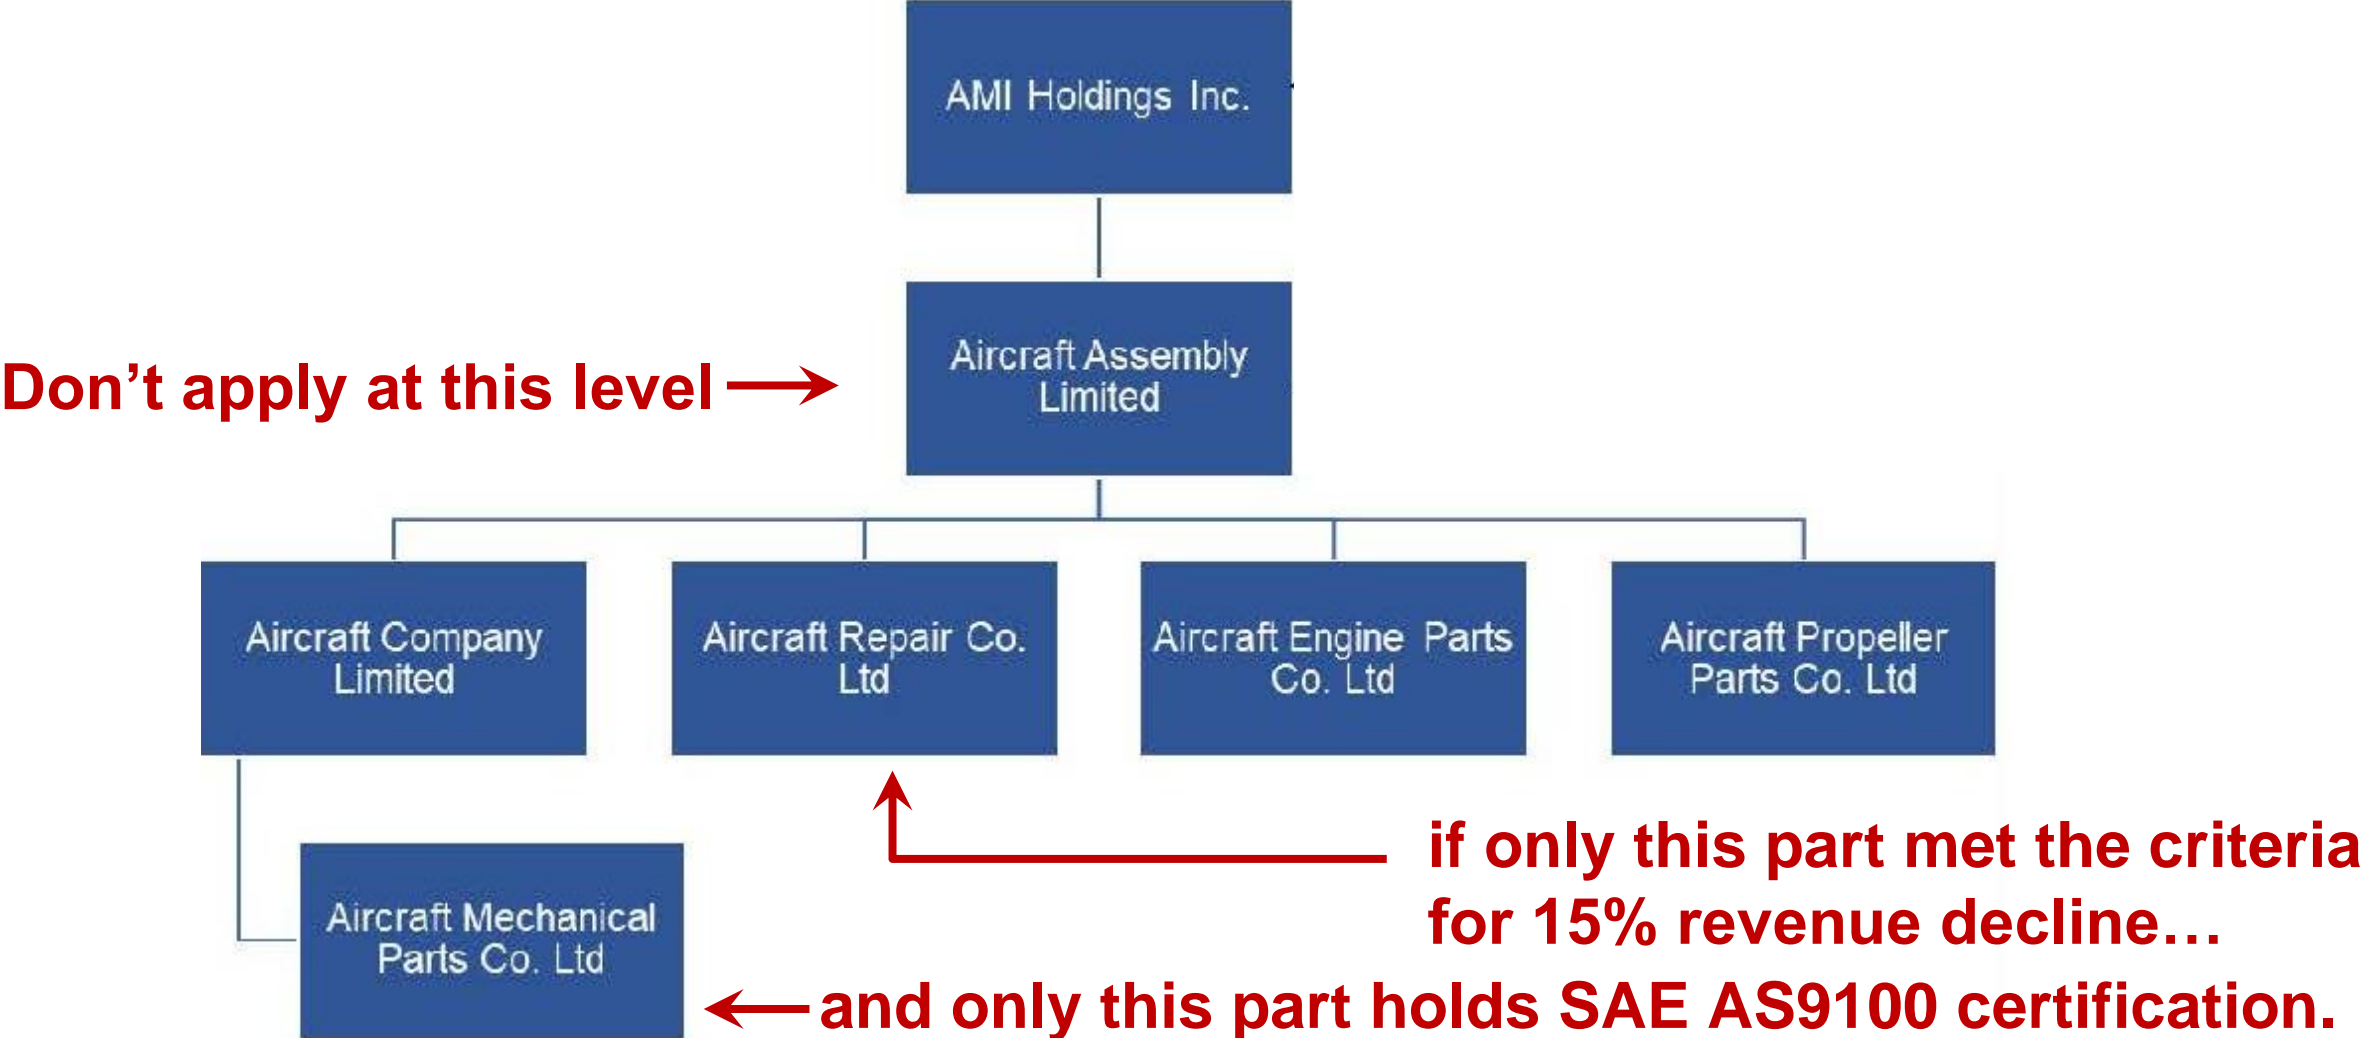 AMI Holdings Inc.
Don’t apply at this level
Aircraft Assembly
Limited
Aircraft Company
Limited
Aircraft Repair Co.
Ltd
Aircraft Engine Parts
Co. Ltd
Aircraft Propeller
Parts Co. Ltd
if only this part met the criteria
for 15% revenue decline…
Aircraft Mechanical
Parts Co. Ltd
and only this part holds SAE AS9100 certification.